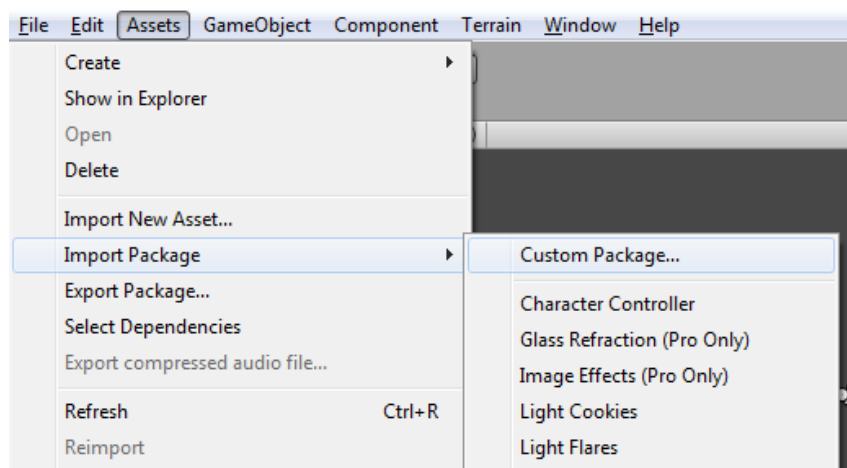 File Edit Assets GameObject Component Terrain Window Help
Create
Show in Explorer
Open
Delete
Import New Asset...
Import Package
Export Package...
Select Dependencies
Export compressed audio file...
Refresh Ctrl+R
Reimport
Custom Package...
Character Controller
Glass Refraction (Pro Only)
Image Effects (Pro Only)
Light Cookies
Light Flares